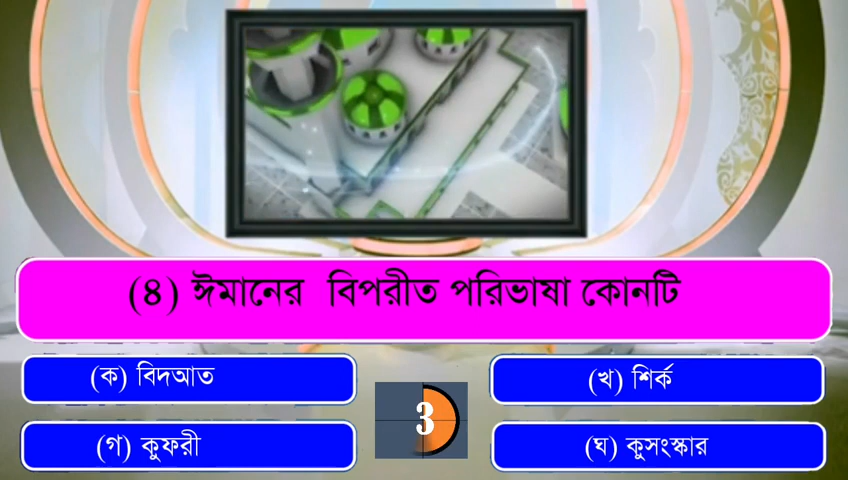 (৪) ঈমানের বিপরীত পরিভাষা কোনটি
(ক) বিদআত
(খ) শির্ক
3
(গ) কুফরী
(ঘ) কুসংস্কার